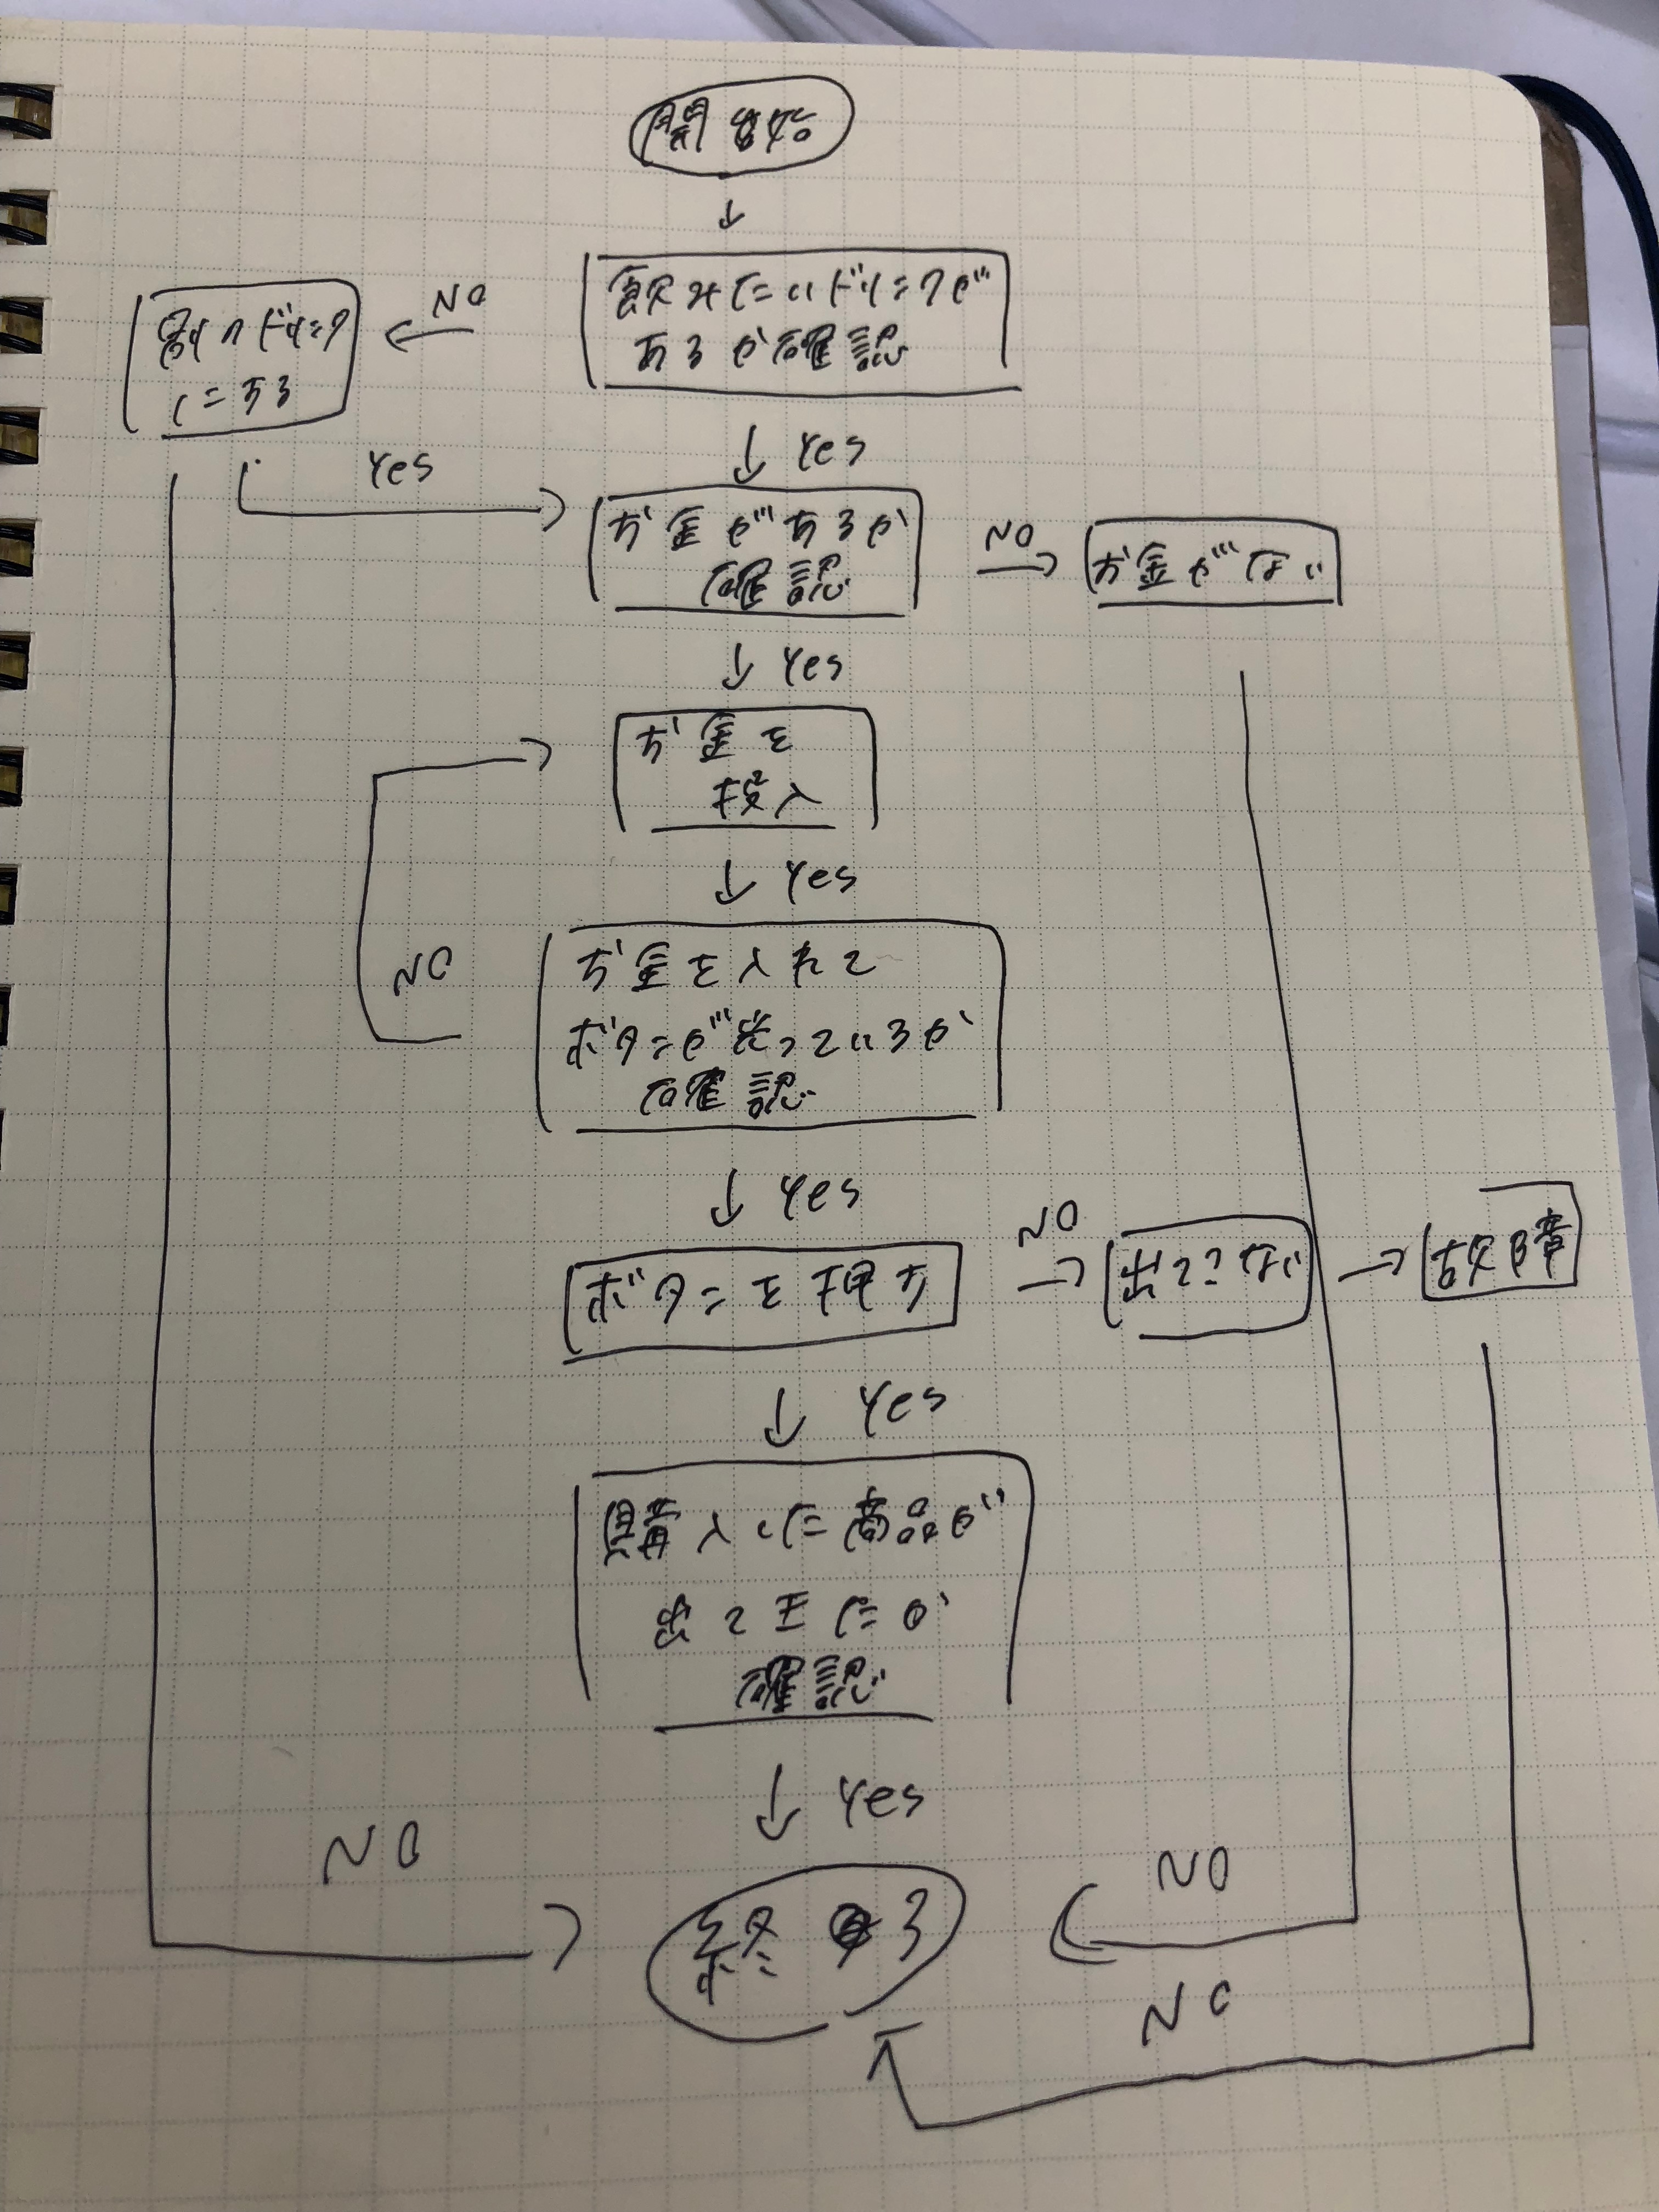 開始
飲みたいドリンクが
あるか確認
NO
別のドリンク
にする
Yes
Yes
お金があるか
確認
NO
お金がない
Yes
お金を
投入
Yes
NO
お金を入れて
ボタンが光っているか
確認
Yes
ボタンを押す
NO
出てこない
故障
Yes
購入した商品が
出てきたか
確認
Yes
NO
NO
終了
NO